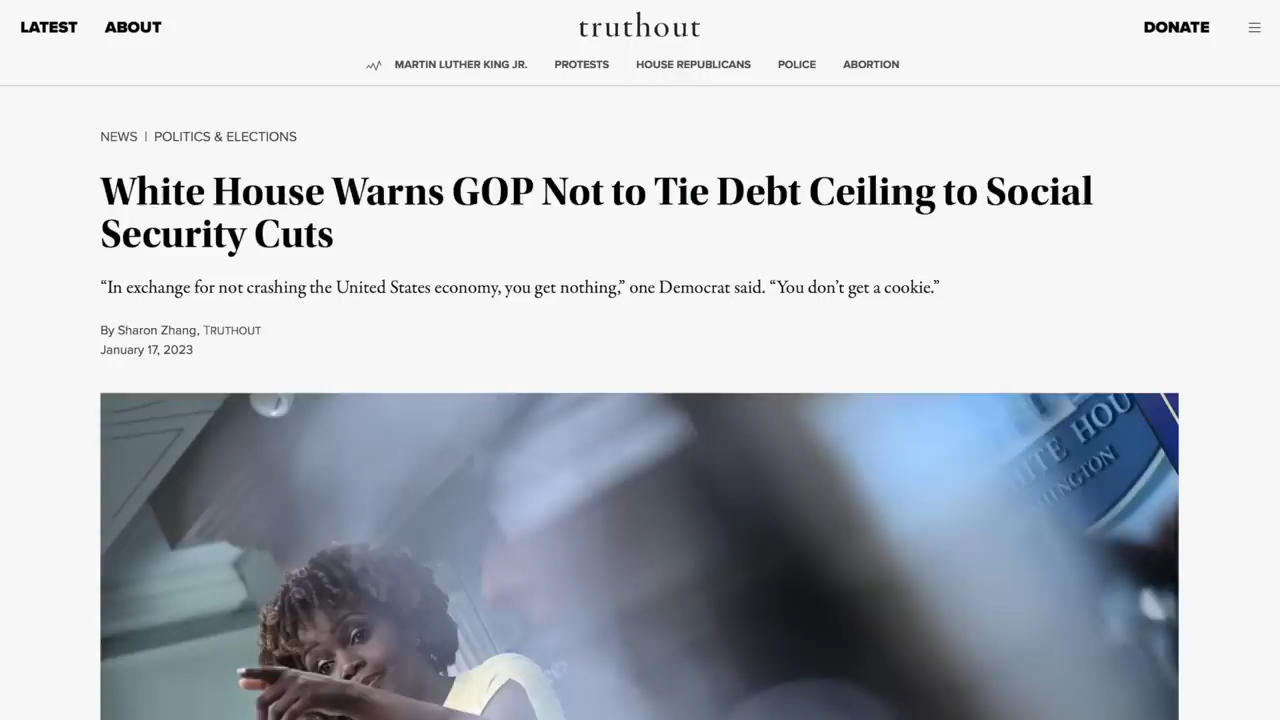 LATEST ABOUT truthout DONATE
MARTIN LUTHER KING JR. PROTESTS HOUSE REPUBLICANS POLICE ABORTION
NEWS | POLITICS & ELECTIONS
White House Warns GOP Not to Tie Debt Ceiling to Social
Security Cuts
“In exchange for not crashing the United States economy, you get nothing,” one Democrat said. “You don’t get a cookie.”
By Sharon Zhang, TRUTHOUT
January 17, 2023